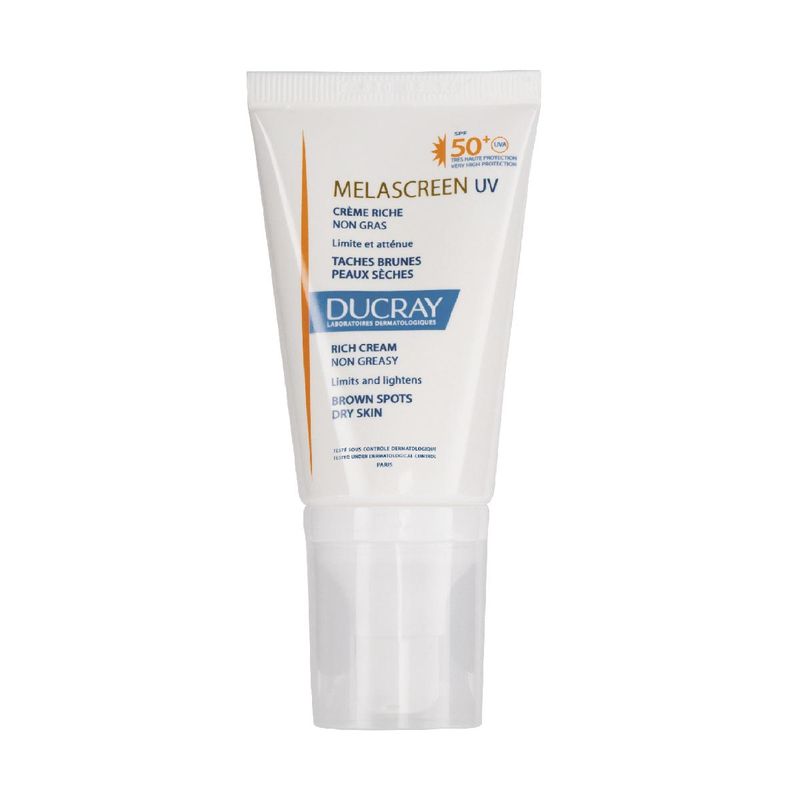 SPF
50+ UVA
TRÈS HAUTE PROTECTION
VERY HIGH PROTECTION
MELASCREEN UV
CRÈME RICHE
NON GRAS
Limite et atténue
TACHES BRUNES
PEAUX SÈCHES
DUCRAY
LABORATOIRES DERMATOLOGIQUES
RICH CREAM
NON GREASY
Limits and lightens
BROWN SPOTS
DRY SKIN
TESTÉ SOUS CONTRÔLE DERMATOLOGIQUE
TESTED UNDER DERMATOLOGICAL CONTROL
PARIS